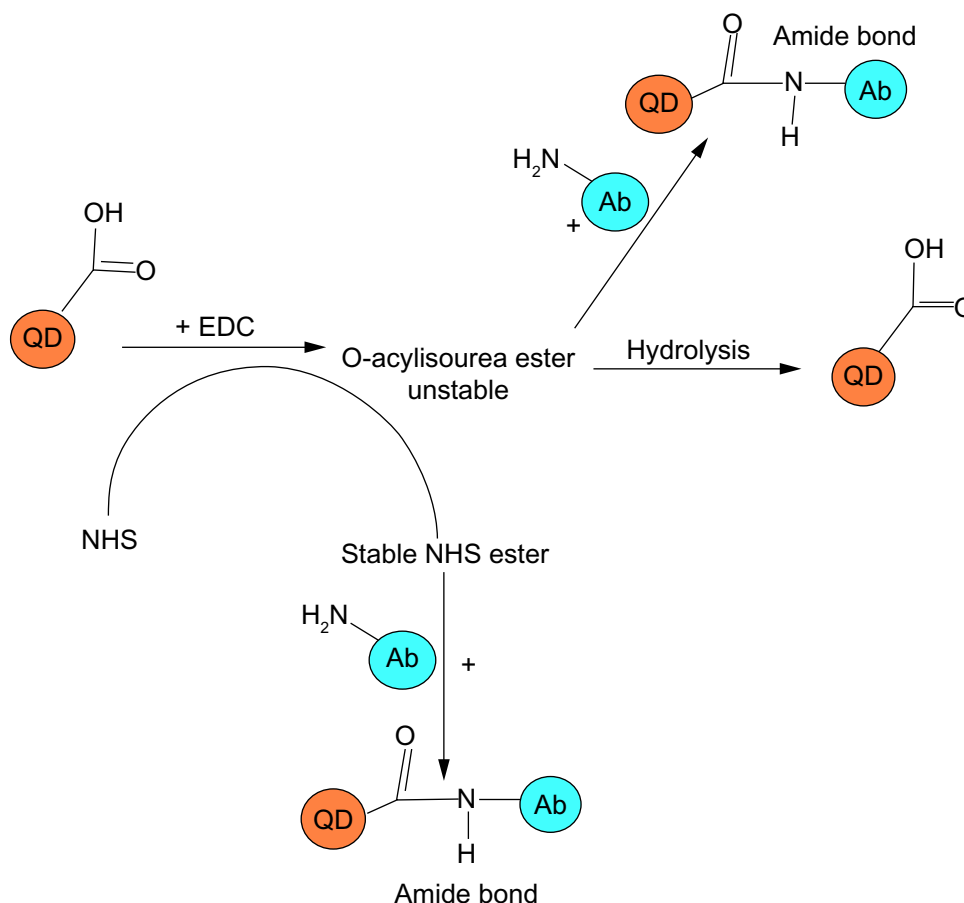 O
Amide bond
QD
N
Ab
H
H2N
Ab
+
OH
O
QD
+ EDC
O-acylisourea ester
unstable
Hydrolysis
OH
O
QD
NHS
Stable NHS ester
H2N
Ab
+
O
QD
N
Ab
H
Amide bond